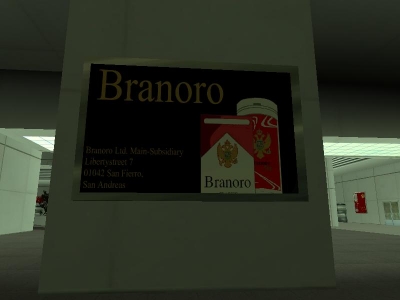 Branoro
Branoro Ltd. Main-Subsidiary
Libertystreet 7
01042 San Fierro,
San Andreas
Branoro